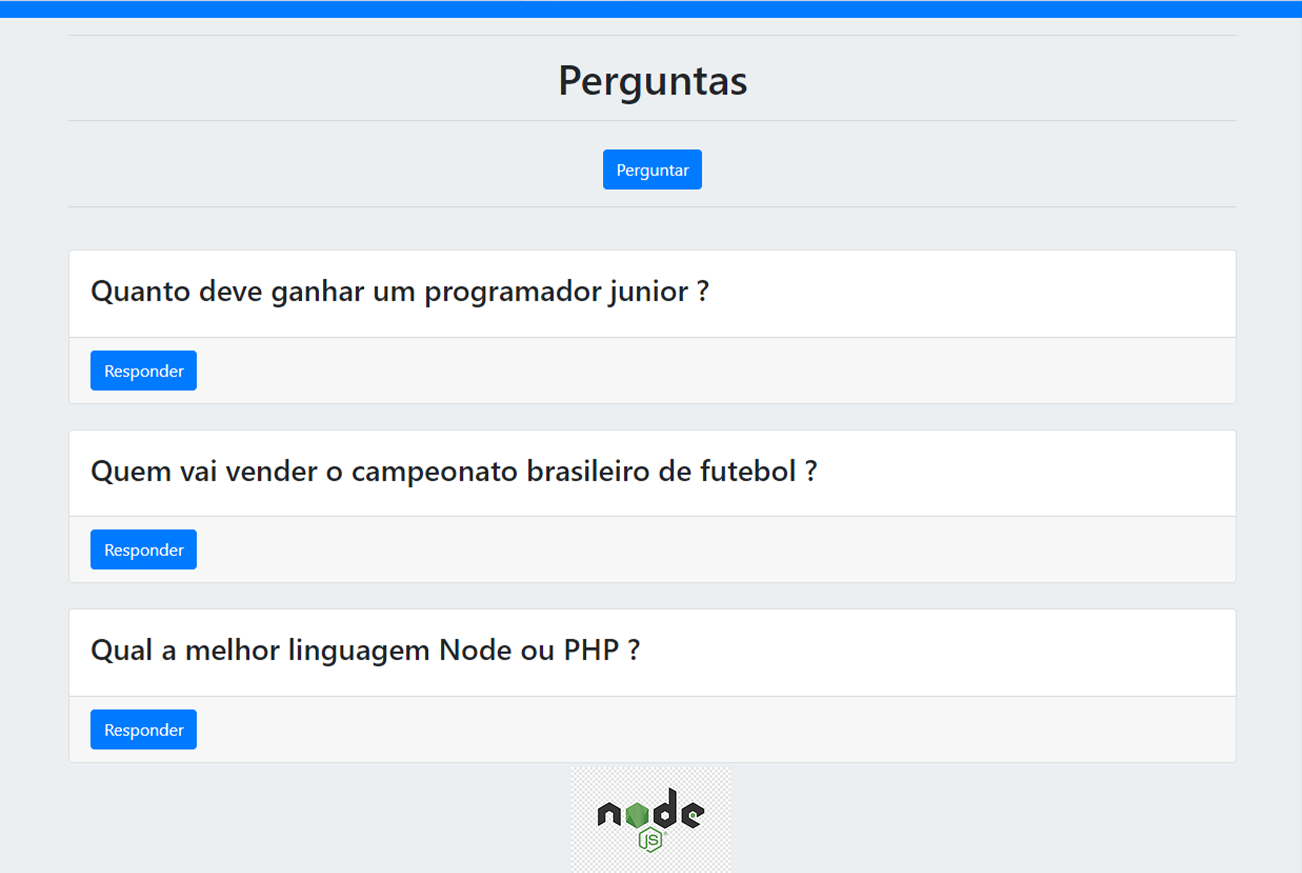 Perguntas
Perguntar
Quanto deve ganhar um programador junior ?
Responder
Quem vai vender o campeonato brasileiro de futebol ?
Responder
Qual a melhor linguagem Node ou PHP ?
Responder
node
JS